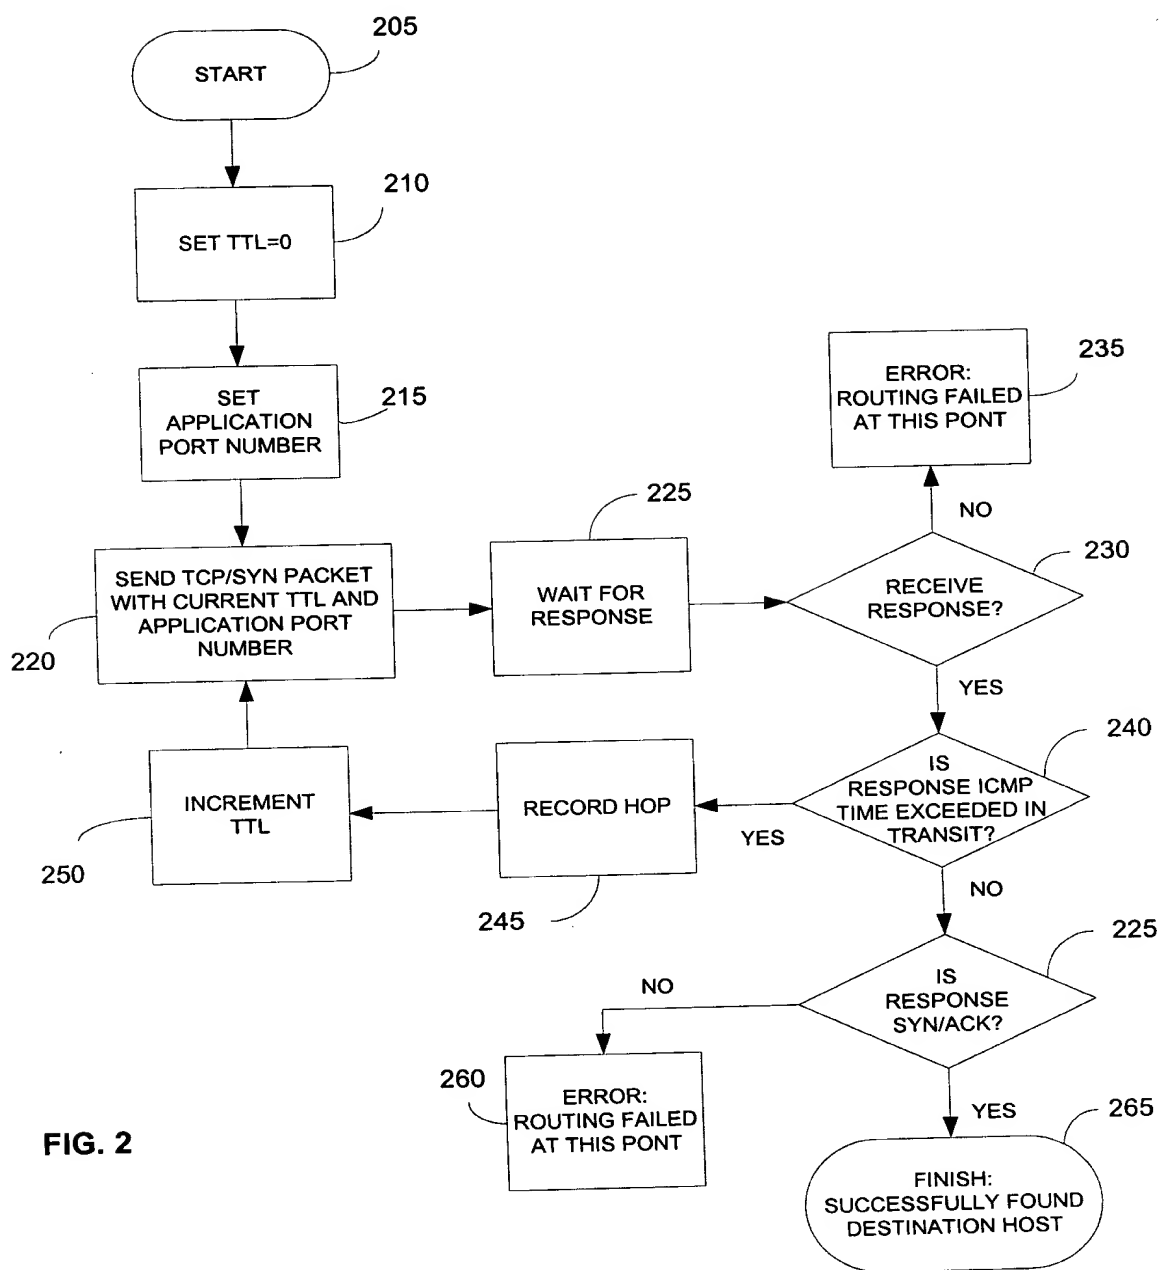 205
START
210
SET TTL=0
215
SET
APPLICATION
PORT NUMBER
235
ERROR:
ROUTING FAILED
AT THIS PONT
NO
220
SEND TCP/SYN PACKET
WITH CURRENT TTL AND
APPLICATION PORT
NUMBER
225
WAIT FOR
RESPONSE
230
RECEIVE
RESPONSE?
YES
240
IS
RESPONSE ICMP
TIME EXCEEDED IN
TRANSIT?
YES
RECORD HOP
245
INCREMENT
TTL
250
NO
225
IS
RESPONSE
SYN/ACK?
NO
260
ERROR:
ROUTING FAILED
AT THIS PONT
YES
265
FINISH:
SUCCESSFULLY FOUND
DESTINATION HOST
FIG. 2